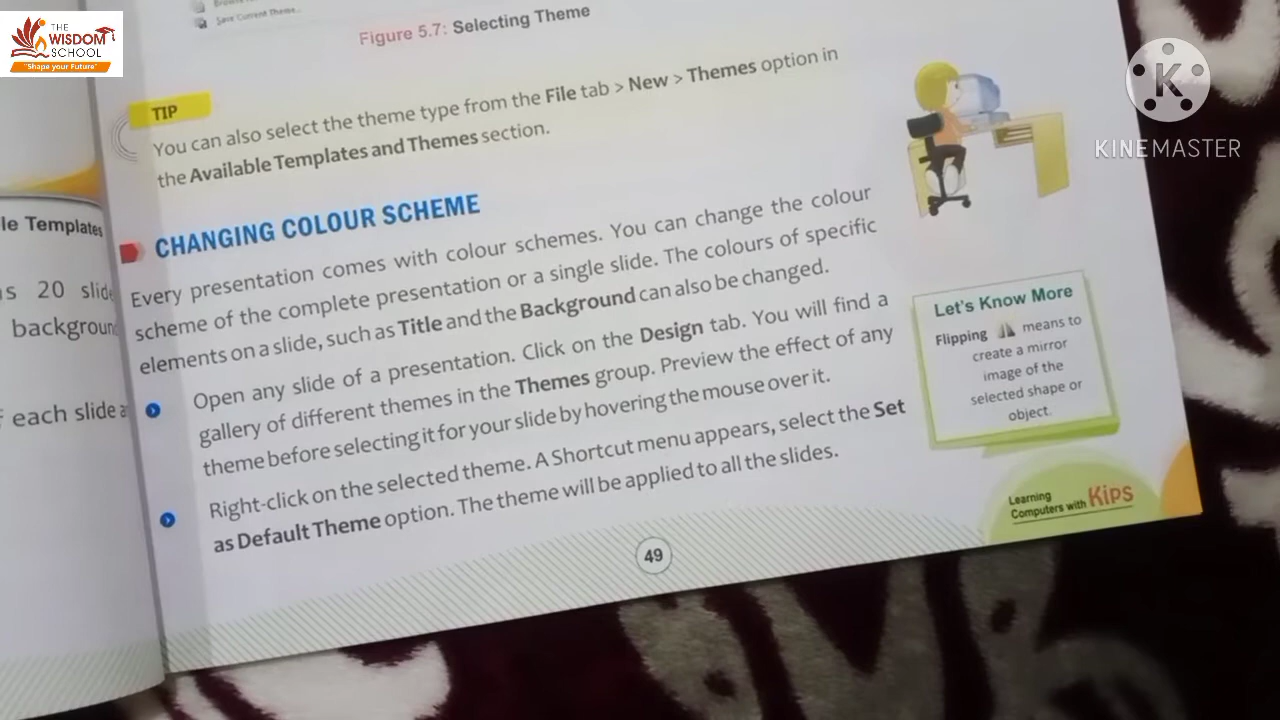 THE
WISDOM
SCHOOL
"Shape your Future"
Save Current Theme...
Figure 5.7: Selecting Theme
TIP
You can also select the theme type from the File tab > New > Themes option in
the Available Templates and Themes section.
CHANGING COLOUR SCHEME
Every presentation comes with colour schemes. You can change the colour
scheme of the complete presentation or a single slide. The colours of specific
elements on a slide, such as Title and the Background can also be changed.
Open any slide of a presentation. Click on the Design tab. You will find a
gallery of different themes in the Themes group. Preview the effect of any
theme before selecting it for your slide by hovering the mouse over it.
Right-click on the selected theme. A Shortcut menu appears, select the Set
as Default Theme option. The theme will be applied to all the slides.
49
le Templates
20 slid
backgroun
each slide a
K
KINEMASTER
Let's Know More
Flipping means to
create a mirror
image of the
selected shape or
object.
Learning
Computers with Kips